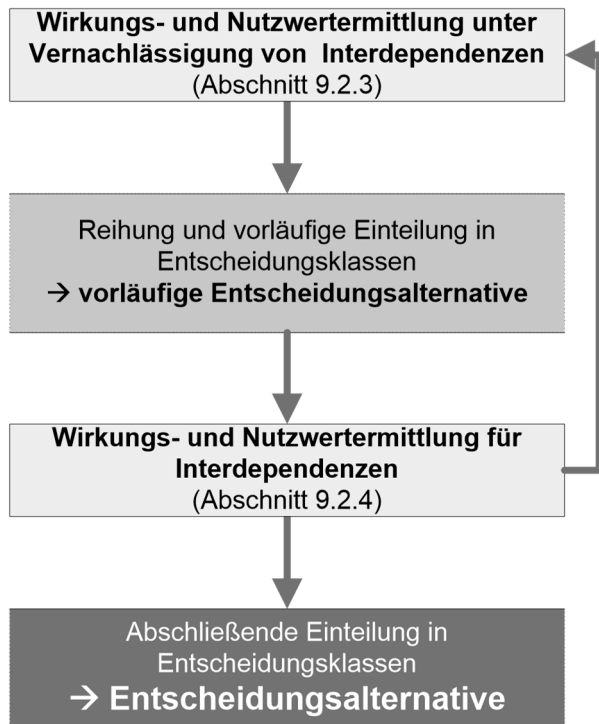 Wirkungs- und Nutzwertermittlung unter
Vernachlässigung von Interdependenzen
(Abschnitt 9.2.3)
Reihung und vorläufige Einteilung in
Entscheidungsklassen
→ vorläufige Entscheidungsalternative
Wirkungs- und Nutzwertermittlung für
Interdependenzen
(Abschnitt 9.2.4)
Abschließende Einteilung in
Entscheidungsklassen
→ Entscheidungsalternative